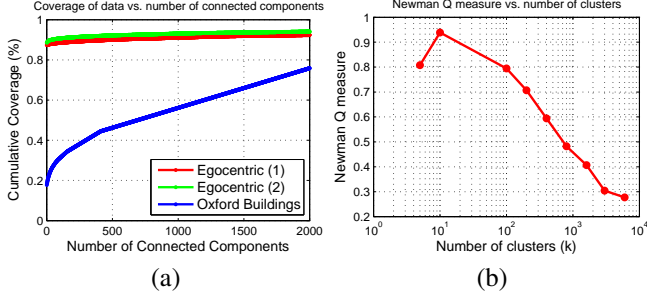 Coverage of data vs. number of connected components
Cumulative Coverage (%)
1
0.8
0.6
0.4
0.2
0
0 500 1000 1500 2000
Number of Connected Components
Egocentric (1)
Egocentric (2)
Oxford Buildings
(a)
Newman Q measure vs. number of clusters
Newman Q measure
1
0.9
0.8
0.7
0.6
0.5
0.4
0.3
0.2
10^0 10^1 10^2 10^3 10^4
Number of clusters (k)
(b)